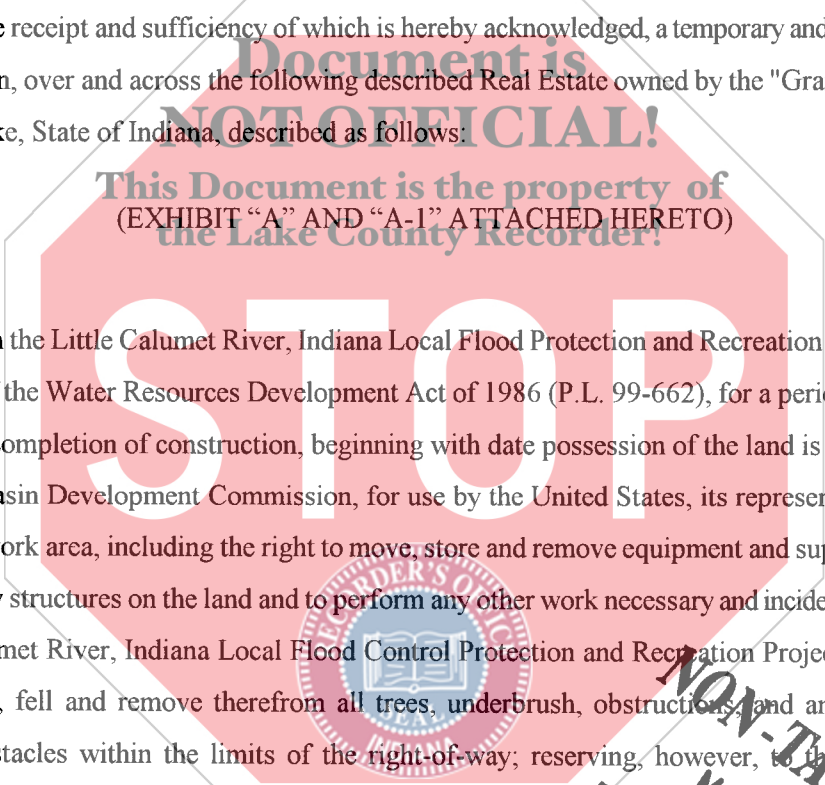 e receipt and sufficiency of which is hereby acknowledged, a temporary and
Document is
n, over and across the following described Real Estate owned by the "Gra
NOT OFFICIAL!
ke, State of Indiana, described as follows:
This Document is the property of
(EXHIBIT “A” AND “A-1” ATTACHED HERETO)
the Lake County Recorder!
STOP
the Little Calumet River, Indiana Local Flood Protection and Recreation
the Water Resources Development Act of 1986 (P.L. 99-662), for a peri
ompletion of construction, beginning with date possession of the land is
asin Development Commission, for use by the United States, its represen
ork area, including the right to move, store and remove equipment and sup
RECORDER'S OFFIC
y structures on the land and to perform any other work necessary and incide
met River, Indiana Local Flood Control Protection and Recreation Projec
, fell and remove therefrom all trees, underbrush, obstructions, and an
SEAL
NON-TA
stacles within the limits of the right-of-way; reserving, however, to th
INDIANA